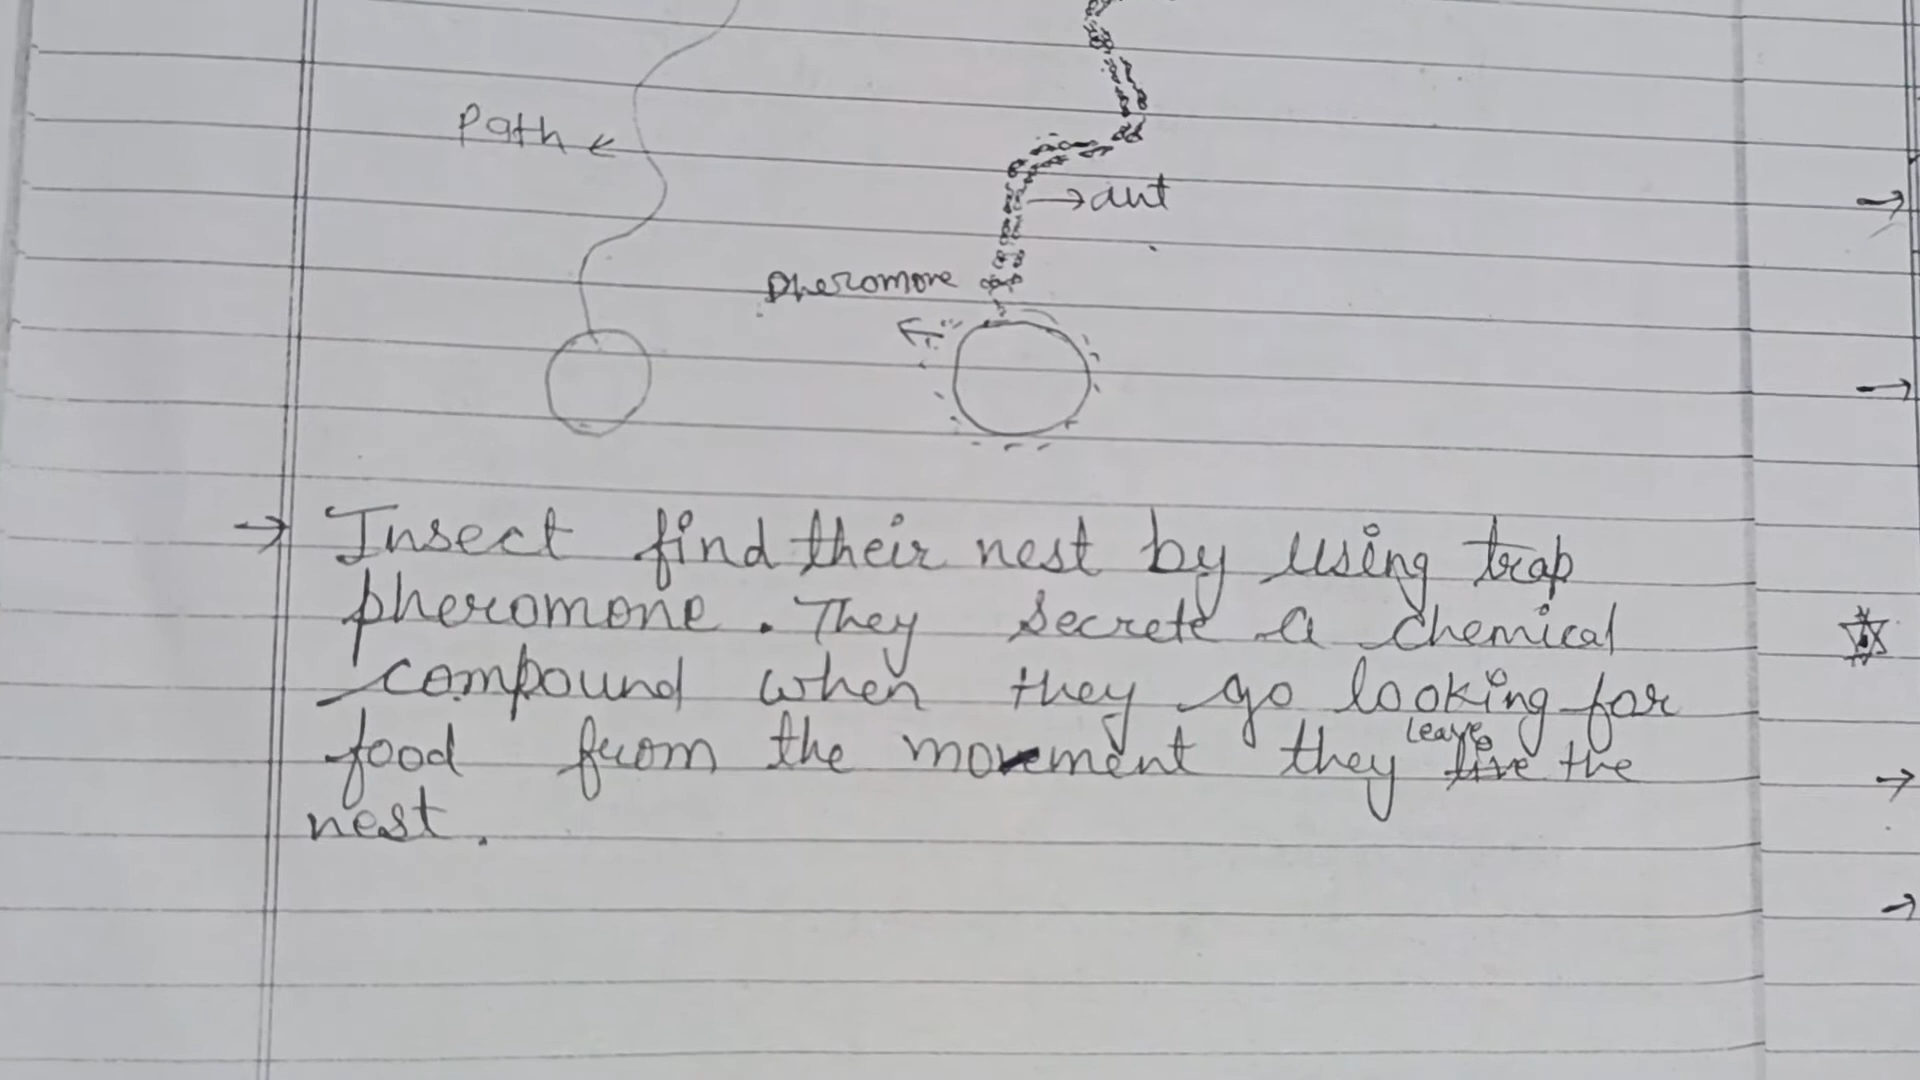 Path
ant
pheromone
→ Insect find their nest by using trap
pheromone. They secrete a chemical
compound when they go looking for
food from the movement they leave the
nest.